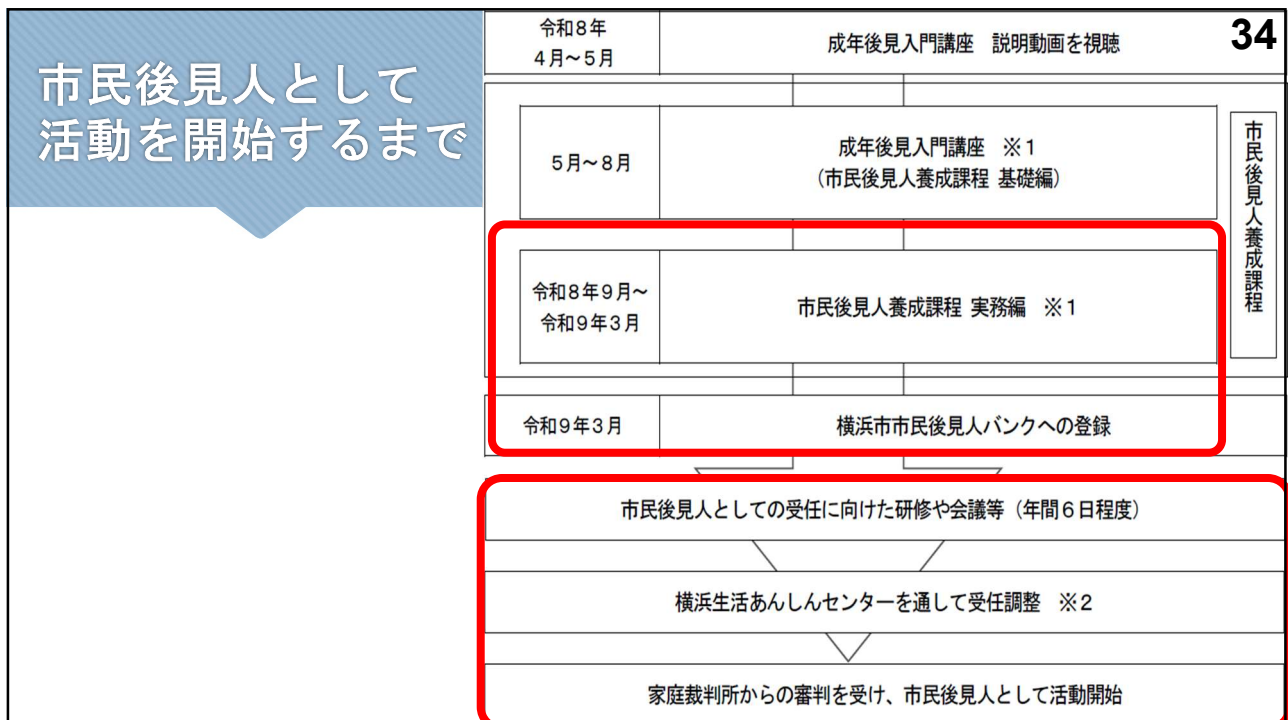 市民後見人として
活動を開始するまで
34
令和8年
4月～5月
成年後見入門講座　説明動画を視聴
5月～8月
成年後見入門講座　※1
（市民後見人養成課程 基礎編）
市民後見人養成課程
令和8年9月～
令和9年3月
市民後見人養成課程 実務編　※1
令和9年3月
横浜市市民後見人バンクへの登録
市民後見人としての受任に向けた研修や会議等（年間6日程度）
横浜生活あんしんセンターを通して受任調整　※2
家庭裁判所からの審判を受け、市民後見人として活動開始